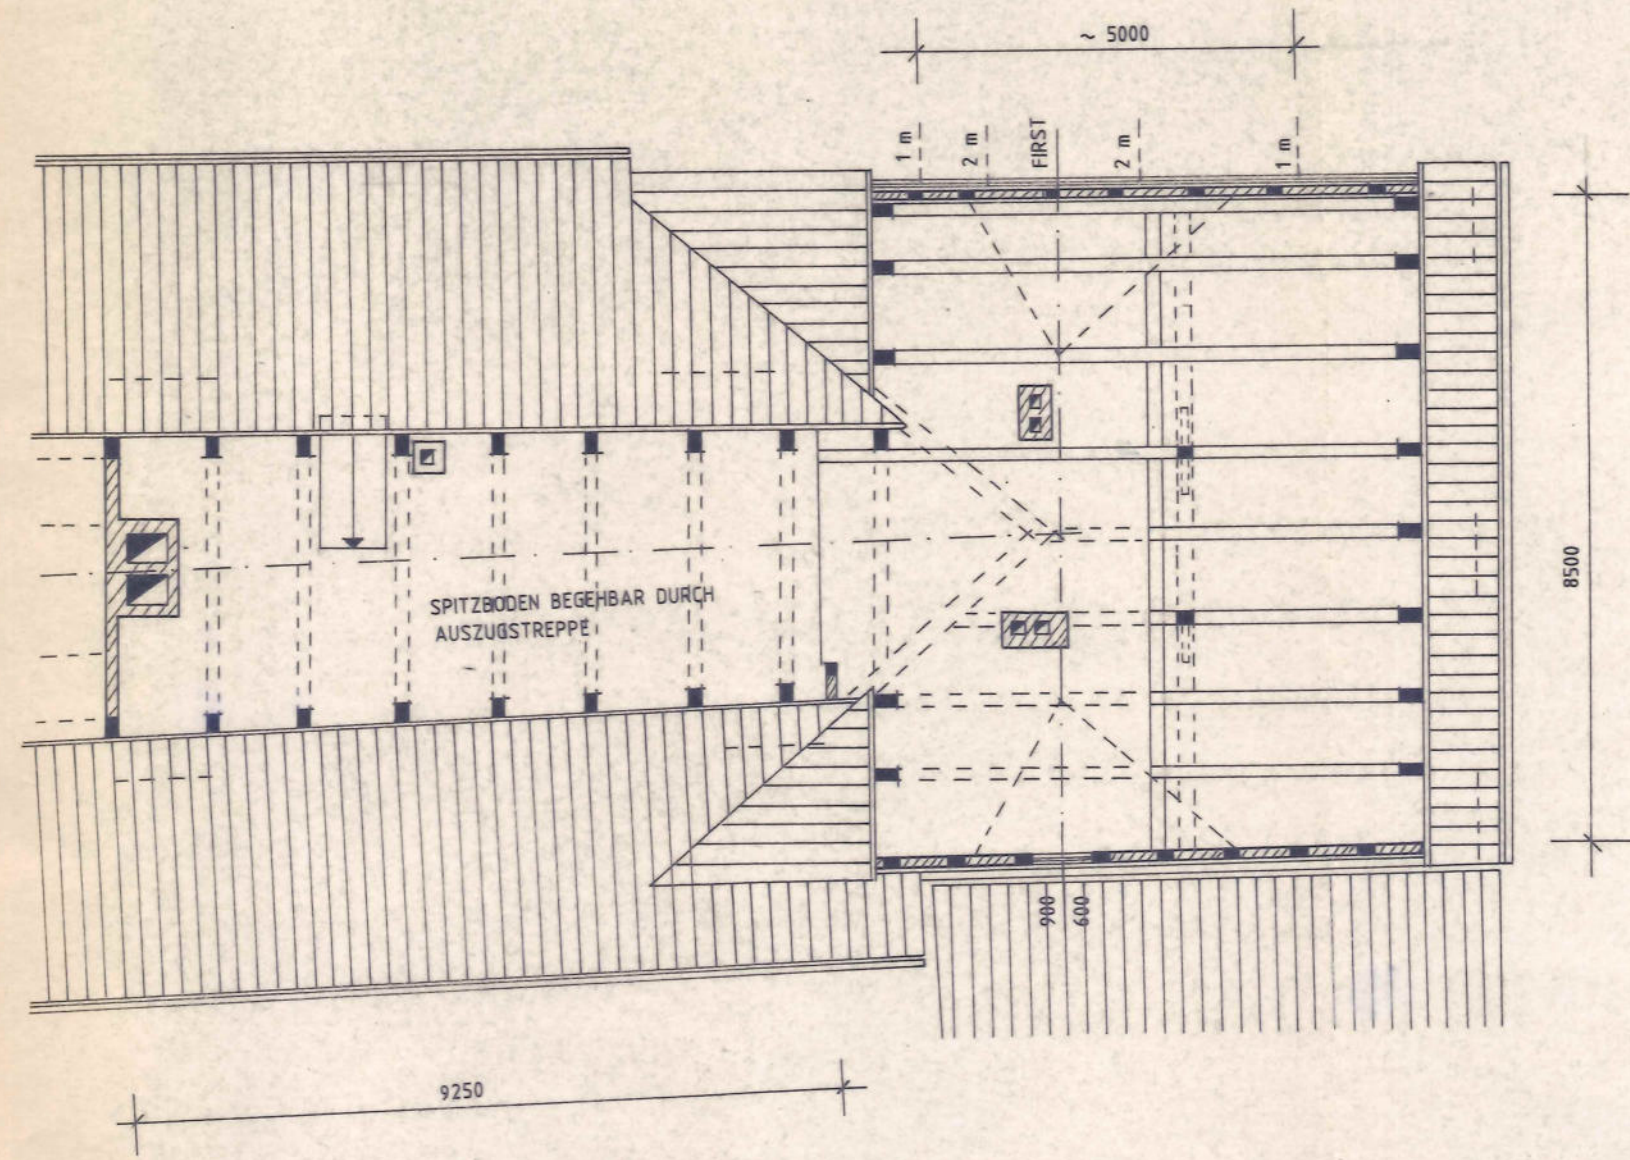 ~ 5000
1 m
2 m
FIRST
2 m
1 m
8500
SPITZBODEN BEGEHBAR DURCH
AUSZUGSTREPPE
900
600
9250